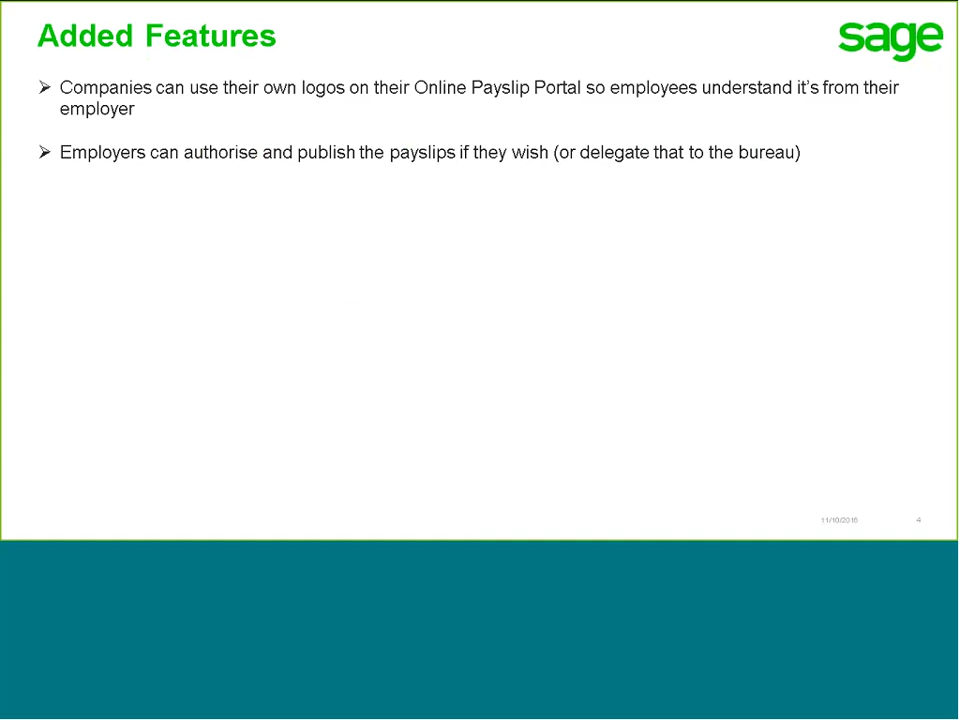 Added Features
sage
➢ Companies can use their own logos on their Online Payslip Portal so employees understand it's from their
employer
➢ Employers can authorise and publish the payslips if they wish (or delegate that to the bureau)
11/10/2016 4